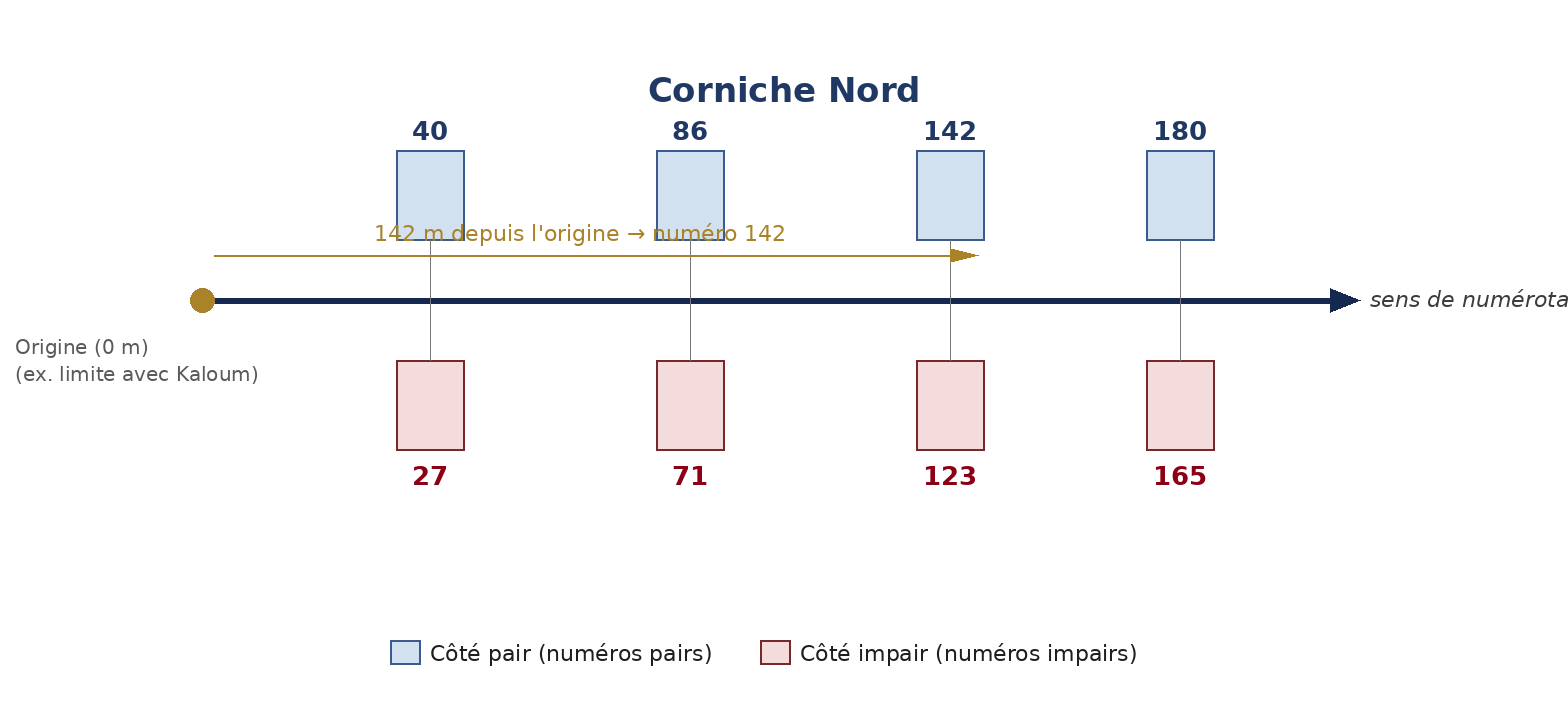 Corniche Nord
40 86 142 180
142 m depuis l'origine → numéro 142
sens de numérota
Origine (0 m)
(ex. limite avec Kaloum)
27 71 123 165
Côté pair (numéros pairs) Côté impair (numéros impairs)